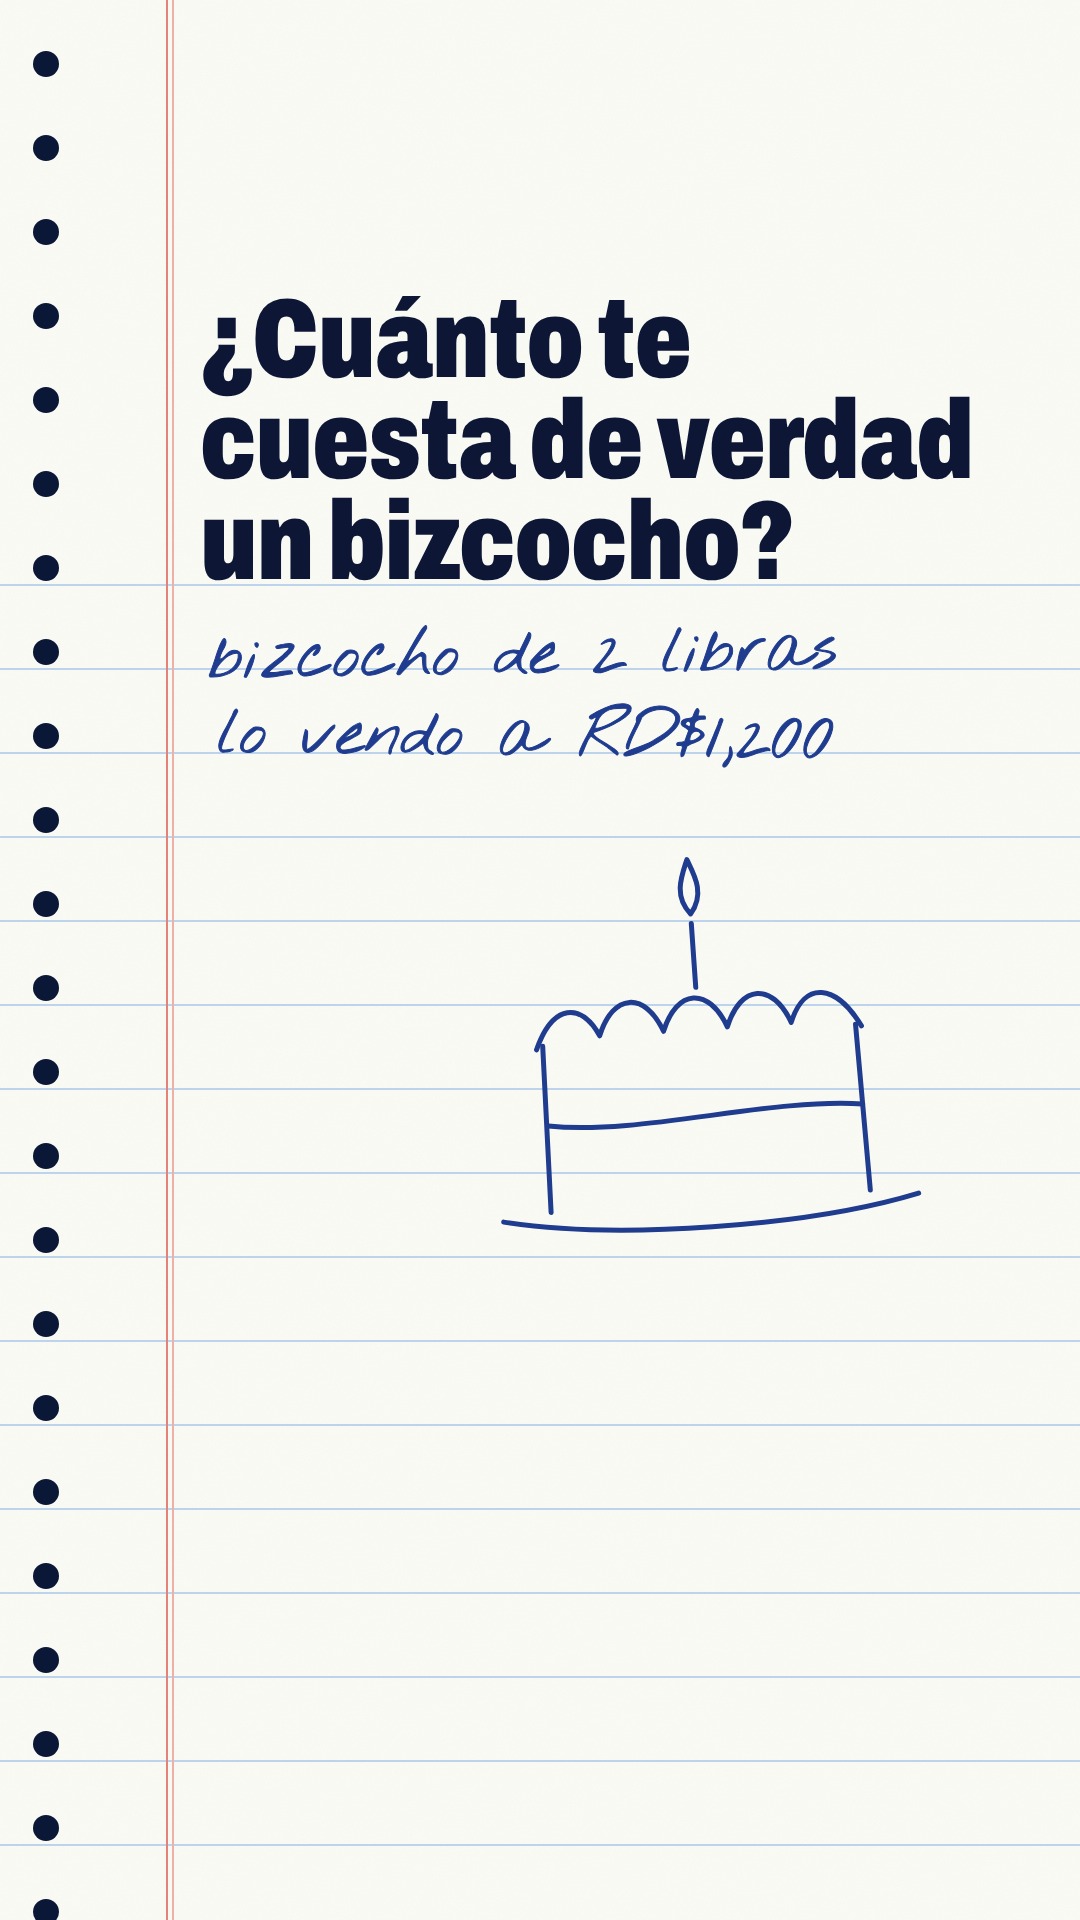 ¿Cuánto te
cuesta de verdad
un bizcocho?
bizcocho de 2 libras
lo vendo a RD$1,200